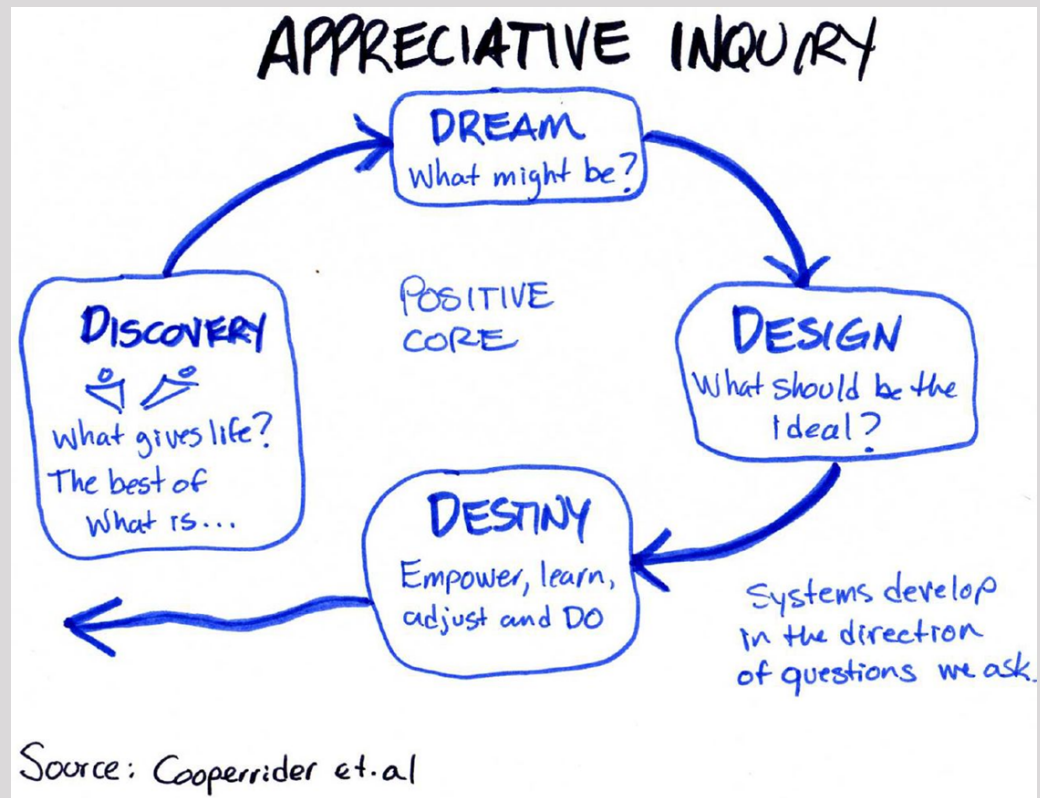 APPRECIATIVE INQUIRY
DREAM
What might be?
POSITIVE
CORE
DISCOVERY
What gives life?
The best of
What is...
DESIGN
What should be the
Ideal?
DESTINY
Empower, learn,
adjust and DO
Systems develop
in the direction
of questions we ask.
Source: Cooperrider et.al